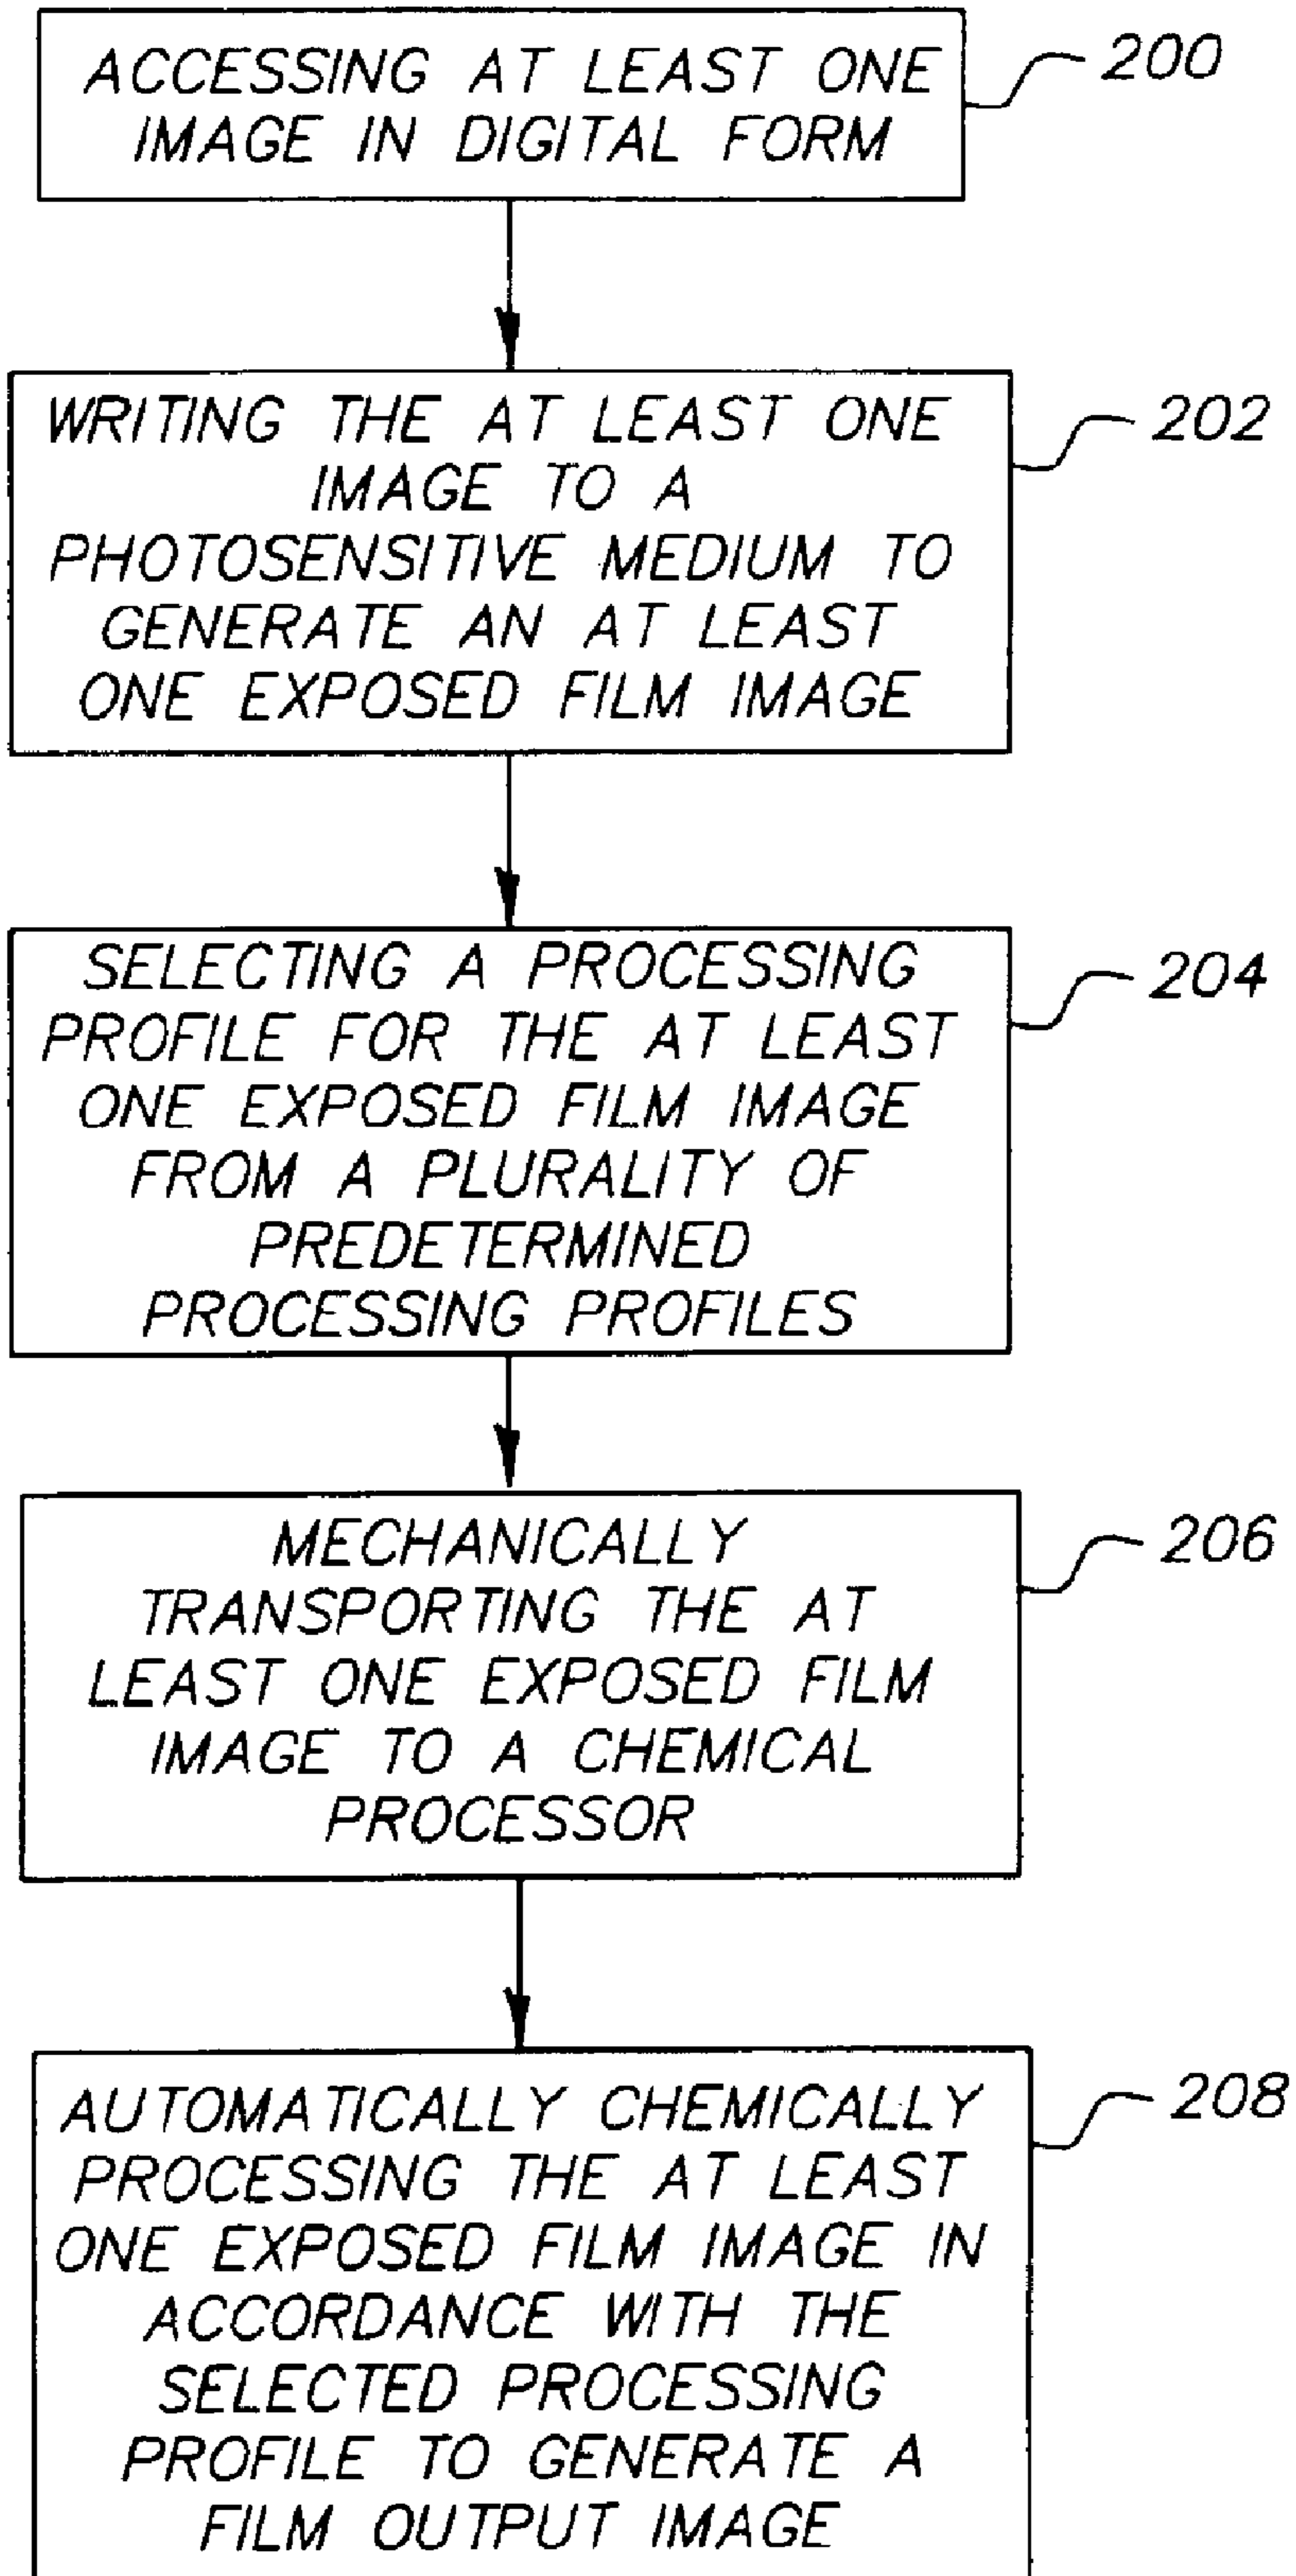 ACCESSING AT LEAST ONE
IMAGE IN DIGITAL FORM
200
WRITING THE AT LEAST ONE
IMAGE TO A
PHOTOSENSITIVE MEDIUM TO
GENERATE AN AT LEAST
ONE EXPOSED FILM IMAGE
202
SELECTING A PROCESSING
PROFILE FOR THE AT LEAST
ONE EXPOSED FILM IMAGE
FROM A PLURALITY OF
PREDETERMINED
PROCESSING PROFILES
204
MECHANICALLY
TRANSPORTING THE AT
LEAST ONE EXPOSED FILM
IMAGE TO A CHEMICAL
PROCESSOR
206
AUTOMATICALLY CHEMICALLY
PROCESSING THE AT LEAST
ONE EXPOSED FILM IMAGE IN
ACCORDANCE WITH THE
SELECTED PROCESSING
PROFILE TO GENERATE A
FILM OUTPUT IMAGE
208